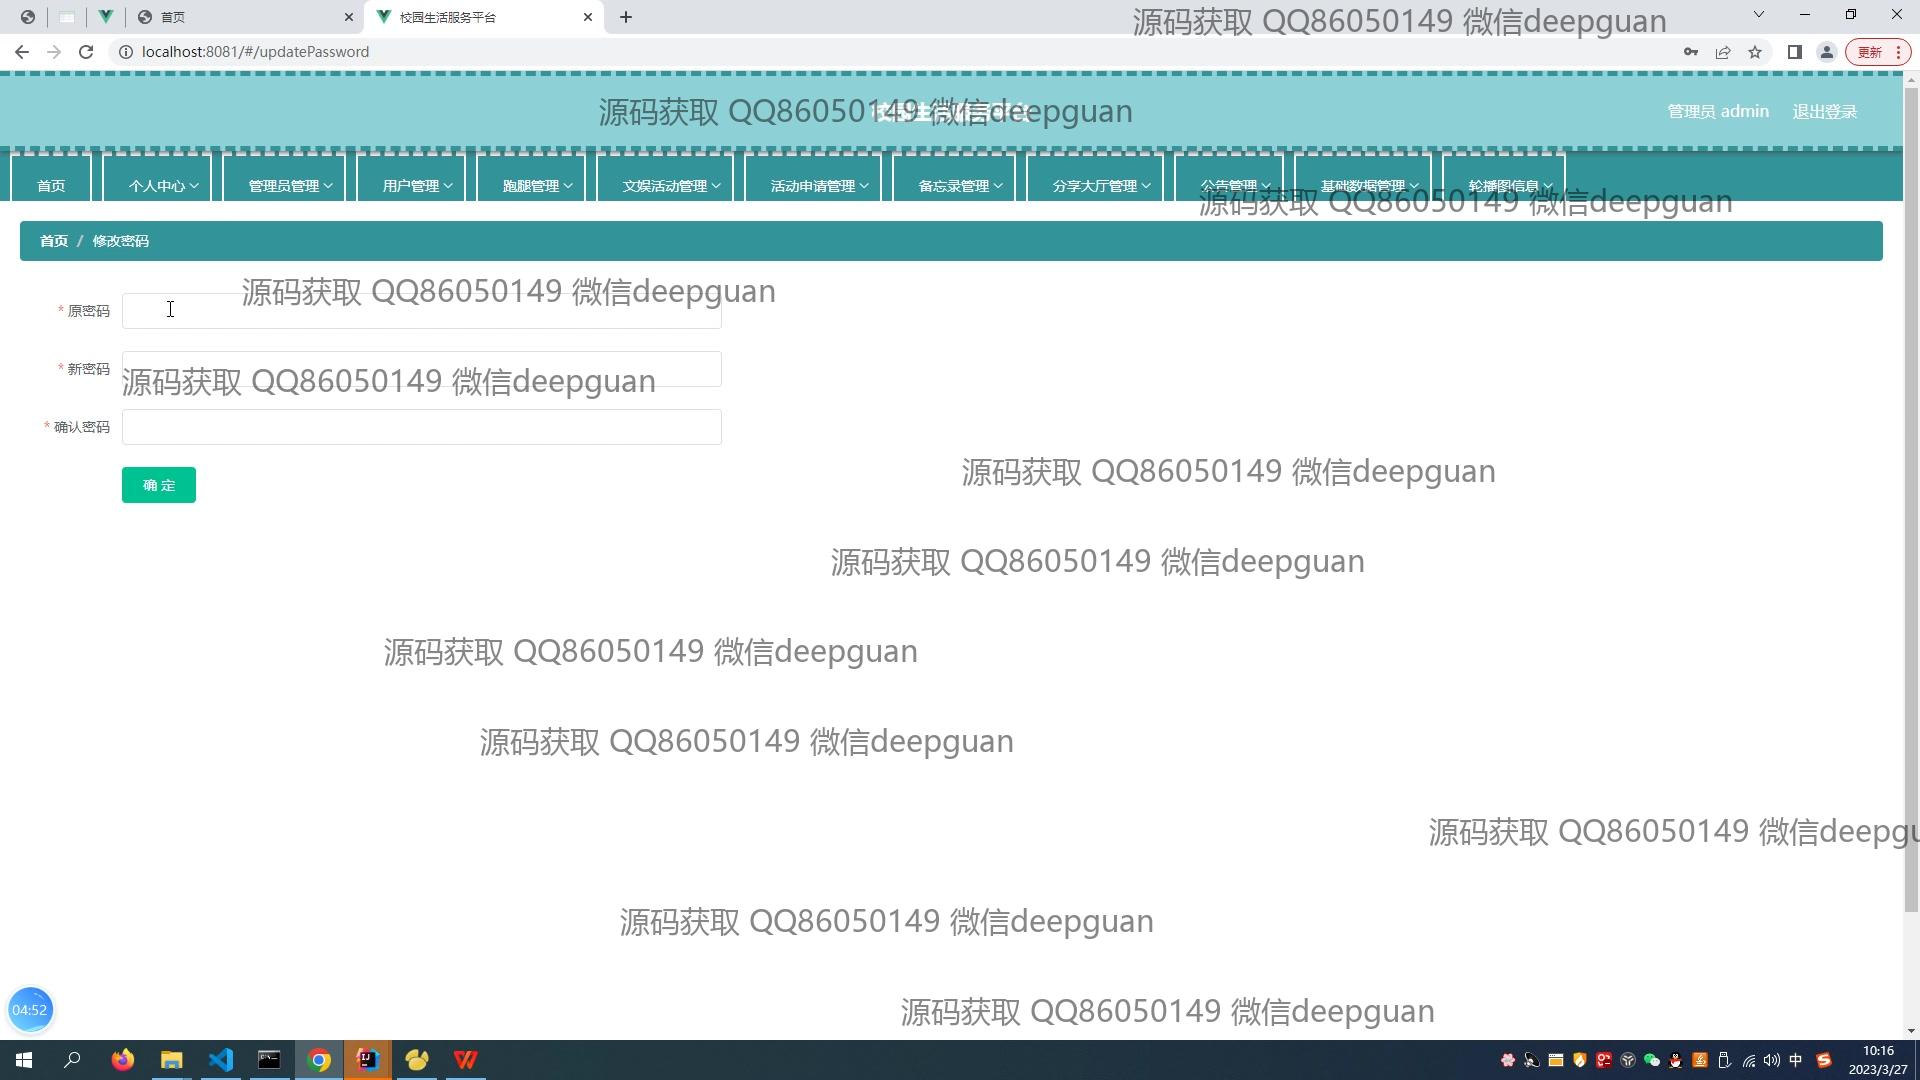 首页
校园生活服务平台
源码获取 QQ86050149 微信deepguan
localhost:8081/#/updatePassword
更新
源码获取 QQ86050149 微信deepguan
管理员 admin
退出登录
首页
个人中心
管理员管理
用户管理
跑腿管理
文娱活动管理
活动申请管理
备忘录管理
分享大厅管理
公告管理
基础数据管理
轮播图信息
源码获取 QQ86050149 微信deepguan
首页 / 修改密码
源码获取 QQ86050149 微信deepguan
* 原密码
* 新密码
源码获取 QQ86050149 微信deepguan
* 确认密码
源码获取 QQ86050149 微信deepguan
确 定
源码获取 QQ86050149 微信deepguan
源码获取 QQ86050149 微信deepguan
源码获取 QQ86050149 微信deepguan
源码获取 QQ86050149 微信deepgu
源码获取 QQ86050149 微信deepguan
04:52
源码获取 QQ86050149 微信deepguan
中
10:16
2023/3/27